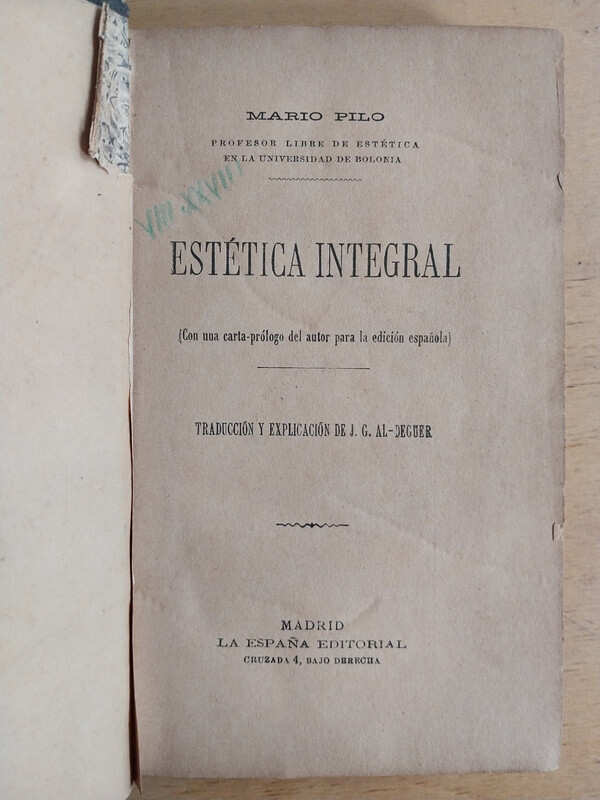 MARIO PILO
PROFESOR LIBRE DE ESTÉTICA
EN LA UNIVERSIDAD DE BOLONIA
VIII-XXVIII
ESTÉTICA INTEGRAL
(Con una carta-prólogo del autor para la edición española)
TRADUCCIÓN Y EXPLICACIÓN DE J. G. AL-DEGUER
MADRID
LA ESPAÑA EDITORIAL
CRUZADA 4, BAJO DERECHA